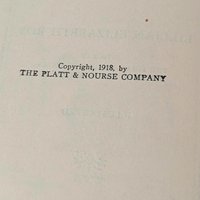 Copyright, 1918, by
THE PLATT & NOURSE COMPANY